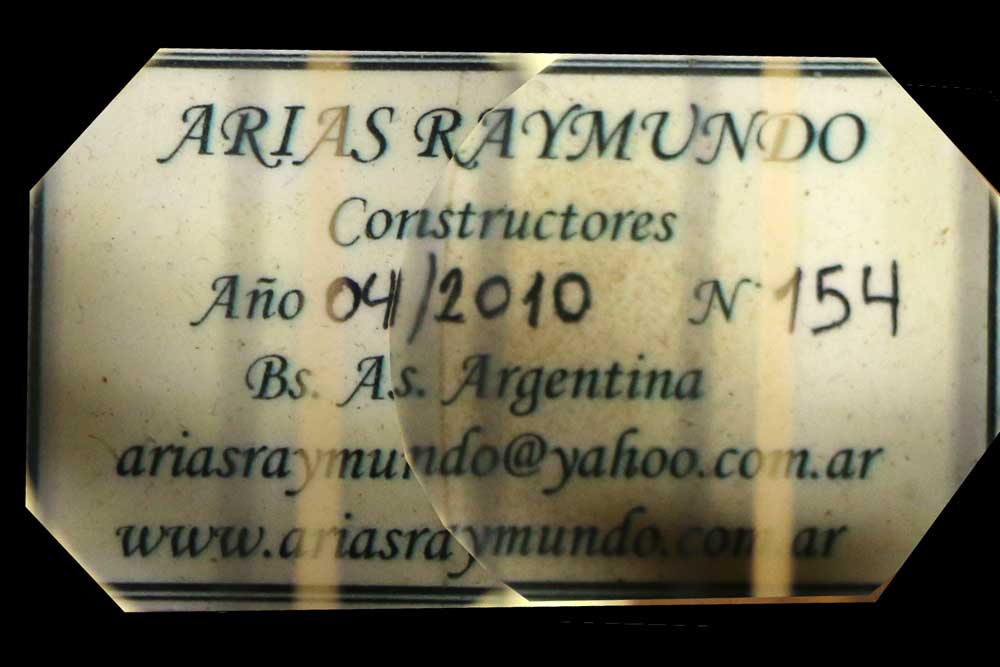 ARIAS RAYMUNDO
Constructores
Año 04/2010 N° 154
Bs. As. Argentina
ariasraymundo@yahoo.com.ar
www.ariasraymundo.com.ar